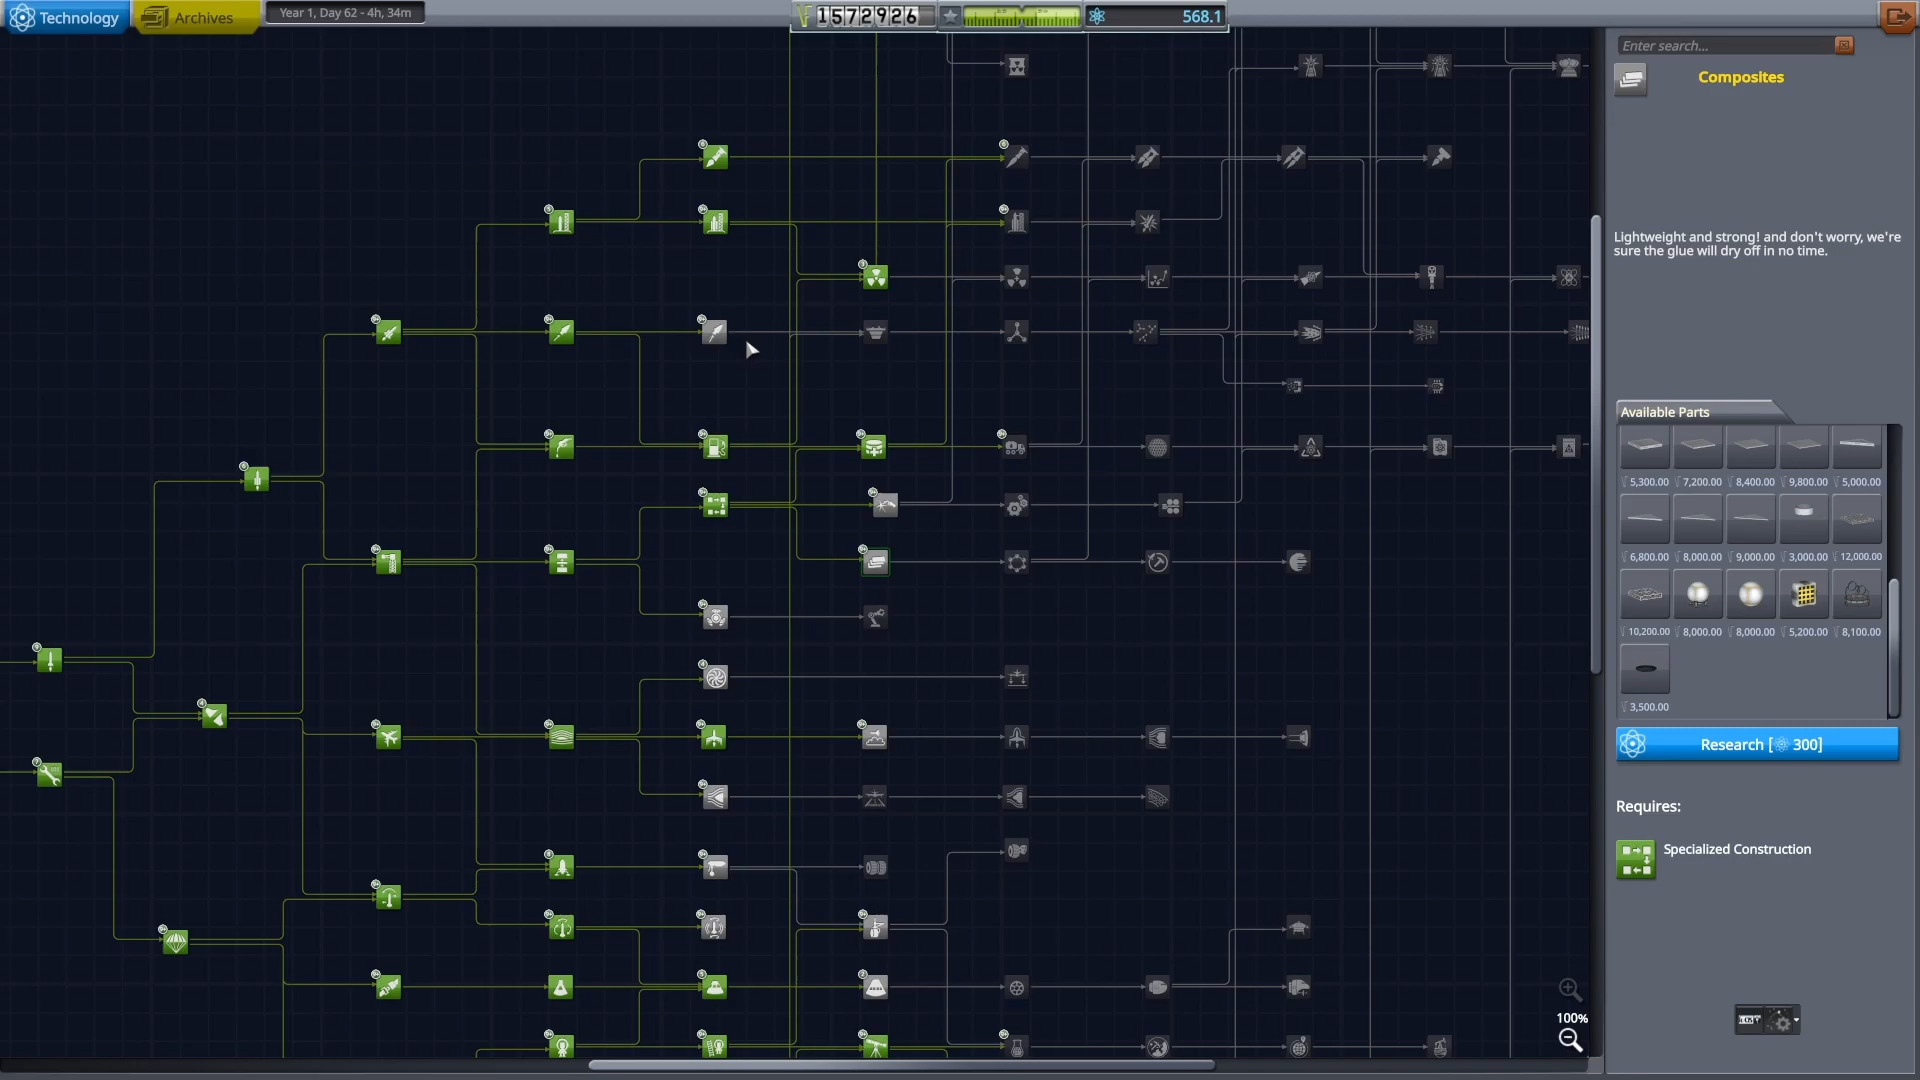 Technology
Archives
Year 1, Day 62 - 4h, 34m
1572926
568.1
Enter search...
Composites
Lightweight and strong! and don't worry, we're
sure the glue will dry off in no time.
Available Parts
5,300.00 7,200.00 8,400.00 9,800.00 5,000.00
6,800.00 8,000.00 9,000.00 3,000.00 12,000.00
10,200.00 8,000.00 8,000.00 5,200.00 8,100.00
3,500.00
Research [ 300]
Requires:
Specialized Construction
100%